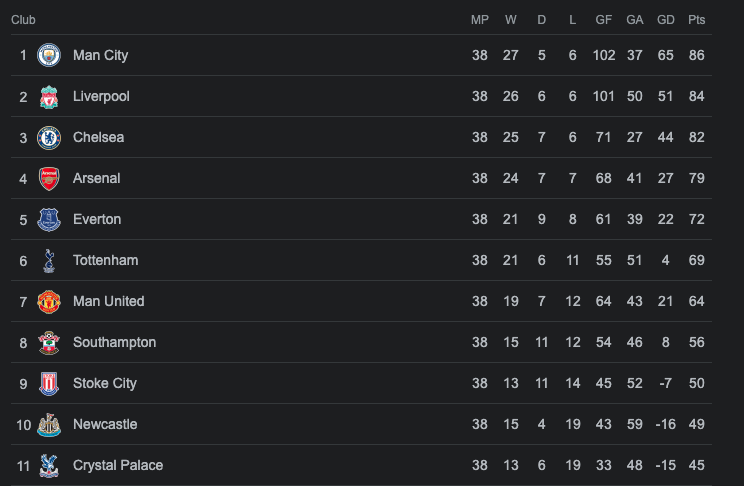 Club MP W D L GF GA GD Pts
1 Man City 38 27 5 6 102 37 65 86
2 Liverpool 38 26 6 6 101 50 51 84
3 Chelsea 38 25 7 6 71 27 44 82
4 Arsenal 38 24 7 7 68 41 27 79
5 Everton 38 21 9 8 61 39 22 72
6 Tottenham 38 21 6 11 55 51 4 69
7 Man United 38 19 7 12 64 43 21 64
8 Southampton 38 15 11 12 54 46 8 56
9 Stoke City 38 13 11 14 45 52 -7 50
10 Newcastle 38 15 4 19 43 59 -16 49
11 Crystal Palace 38 13 6 19 33 48 -15 45